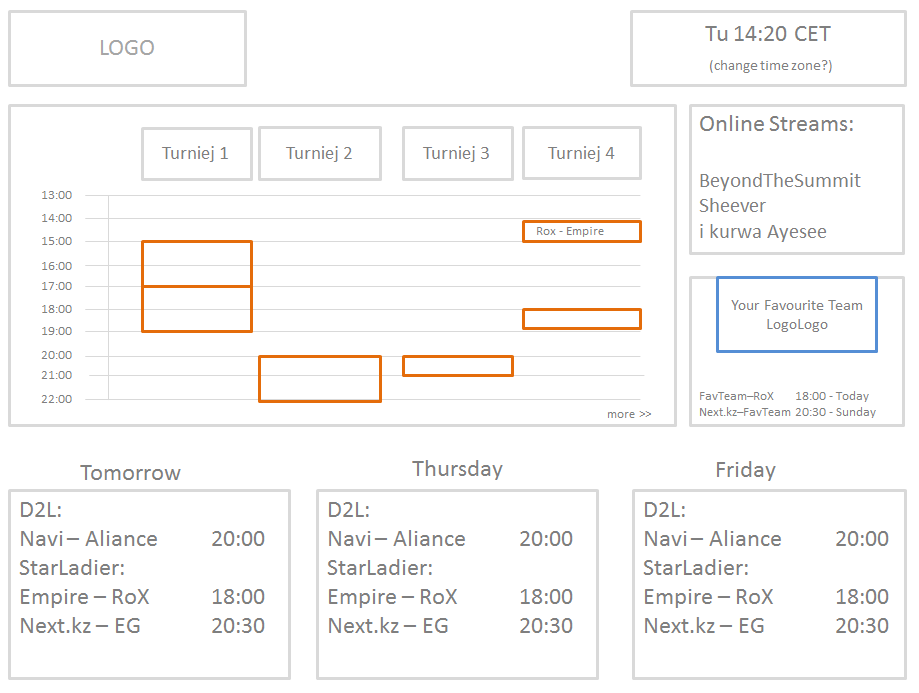 LOGO
Tu 14:20 CET
(change time zone?)
Turniej 1
Turniej 2
Turniej 3
Turniej 4
13:00
14:00
15:00
16:00
17:00
18:00
19:00
20:00
21:00
22:00
Rox - Empire
more >>
Online Streams:
BeyondTheSummit
Sheever
i kurwa Ayesee
Your Favourite Team
LogoLogo
FavTeam–RoX 18:00 - Today
Next.kz–FavTeam 20:30 - Sunday
Tomorrow
D2L:
Navi – Aliance 20:00
StarLadier:
Empire – RoX 18:00
Next.kz – EG 20:30
Thursday
D2L:
Navi – Aliance 20:00
StarLadier:
Empire – RoX 18:00
Next.kz – EG 20:30
Friday
D2L:
Navi – Aliance 20:00
StarLadier:
Empire – RoX 18:00
Next.kz – EG 20:30